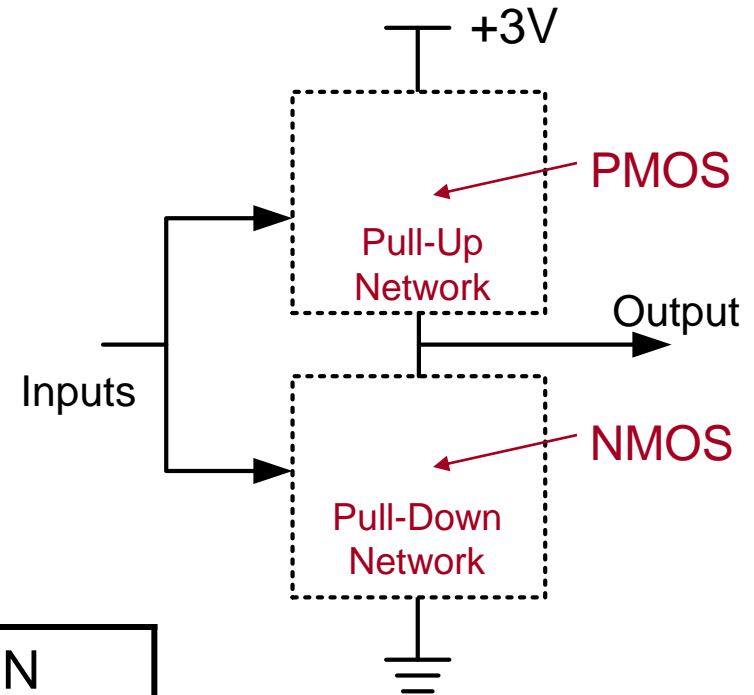 +3V
PMOS
Pull-Up
Network
Output
Inputs
NMOS
Pull-Down
Network
N